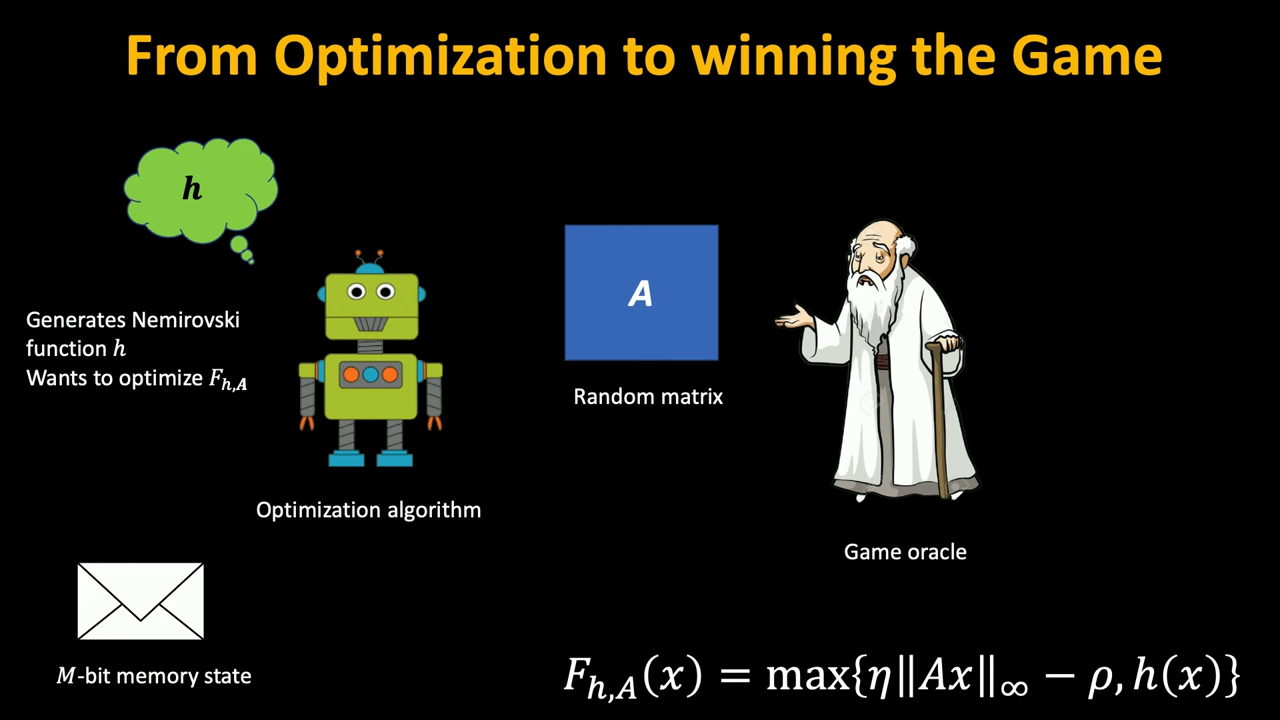 From Optimization to winning the Game
h
Generates Nemirovski
function h
Wants to optimize F_{h,A}
A
Random matrix
Optimization algorithm
Game oracle
M-bit memory state
F_{h,A}(x) = max{η‖Ax‖_∞ − ρ, h(x)}